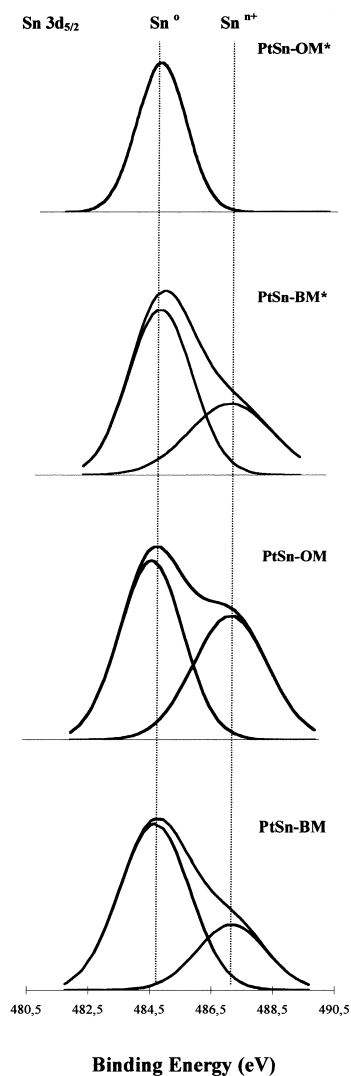 Sn 3d5/2 Sn o Sn n+
PtSn-OM*
PtSn-BM*
PtSn-OM
PtSn-BM
480,5 482,5 484,5 486,5 488,5 490,5
Binding Energy (eV)